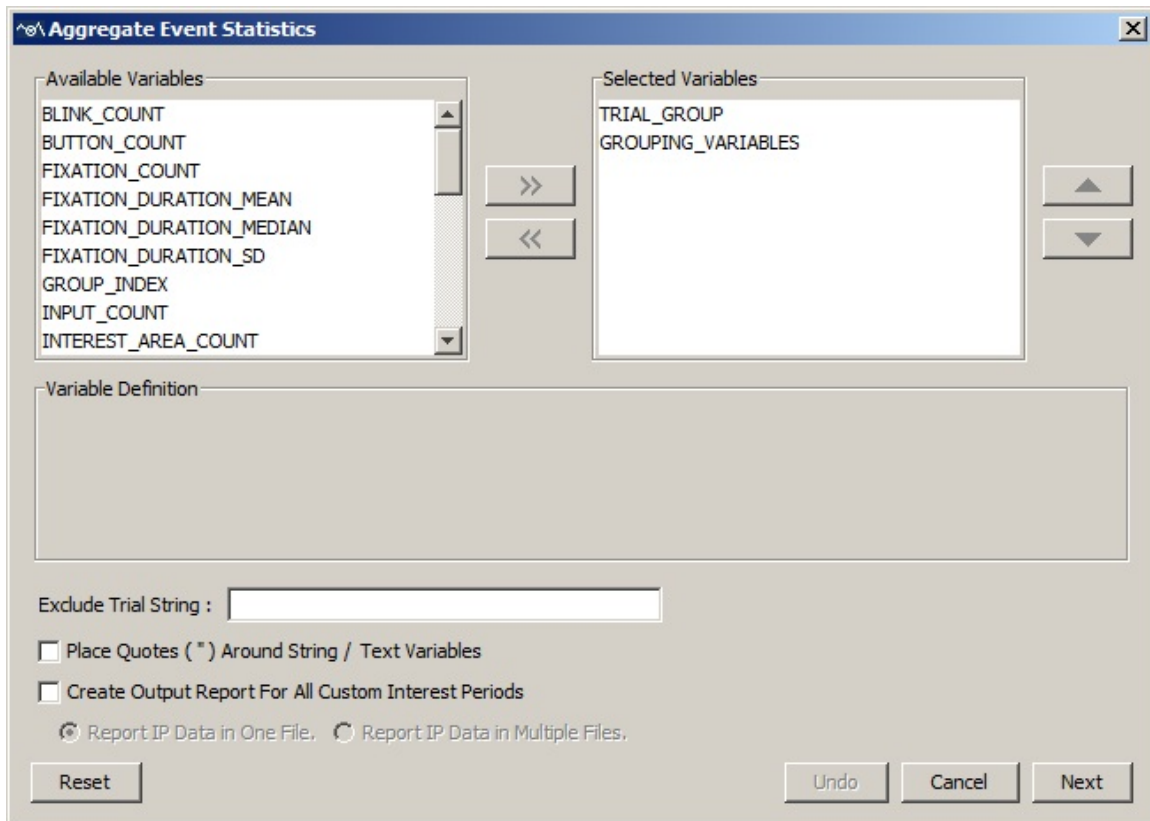 Aggregate Event Statistics
Available Variables
BLINK_COUNT
BUTTON_COUNT
FIXATION_COUNT
FIXATION_DURATION_MEAN
FIXATION_DURATION_MEDIAN
FIXATION_DURATION_SD
GROUP_INDEX
INPUT_COUNT
INTEREST_AREA_COUNT
>>
<<
Selected Variables
TRIAL_GROUP
GROUPING_VARIABLES
Variable Definition
Exclude Trial String :
Place Quotes ( " ) Around String / Text Variables
Create Output Report For All Custom Interest Periods
Report IP Data in One File. Report IP Data in Multiple Files.
Reset Undo Cancel Next